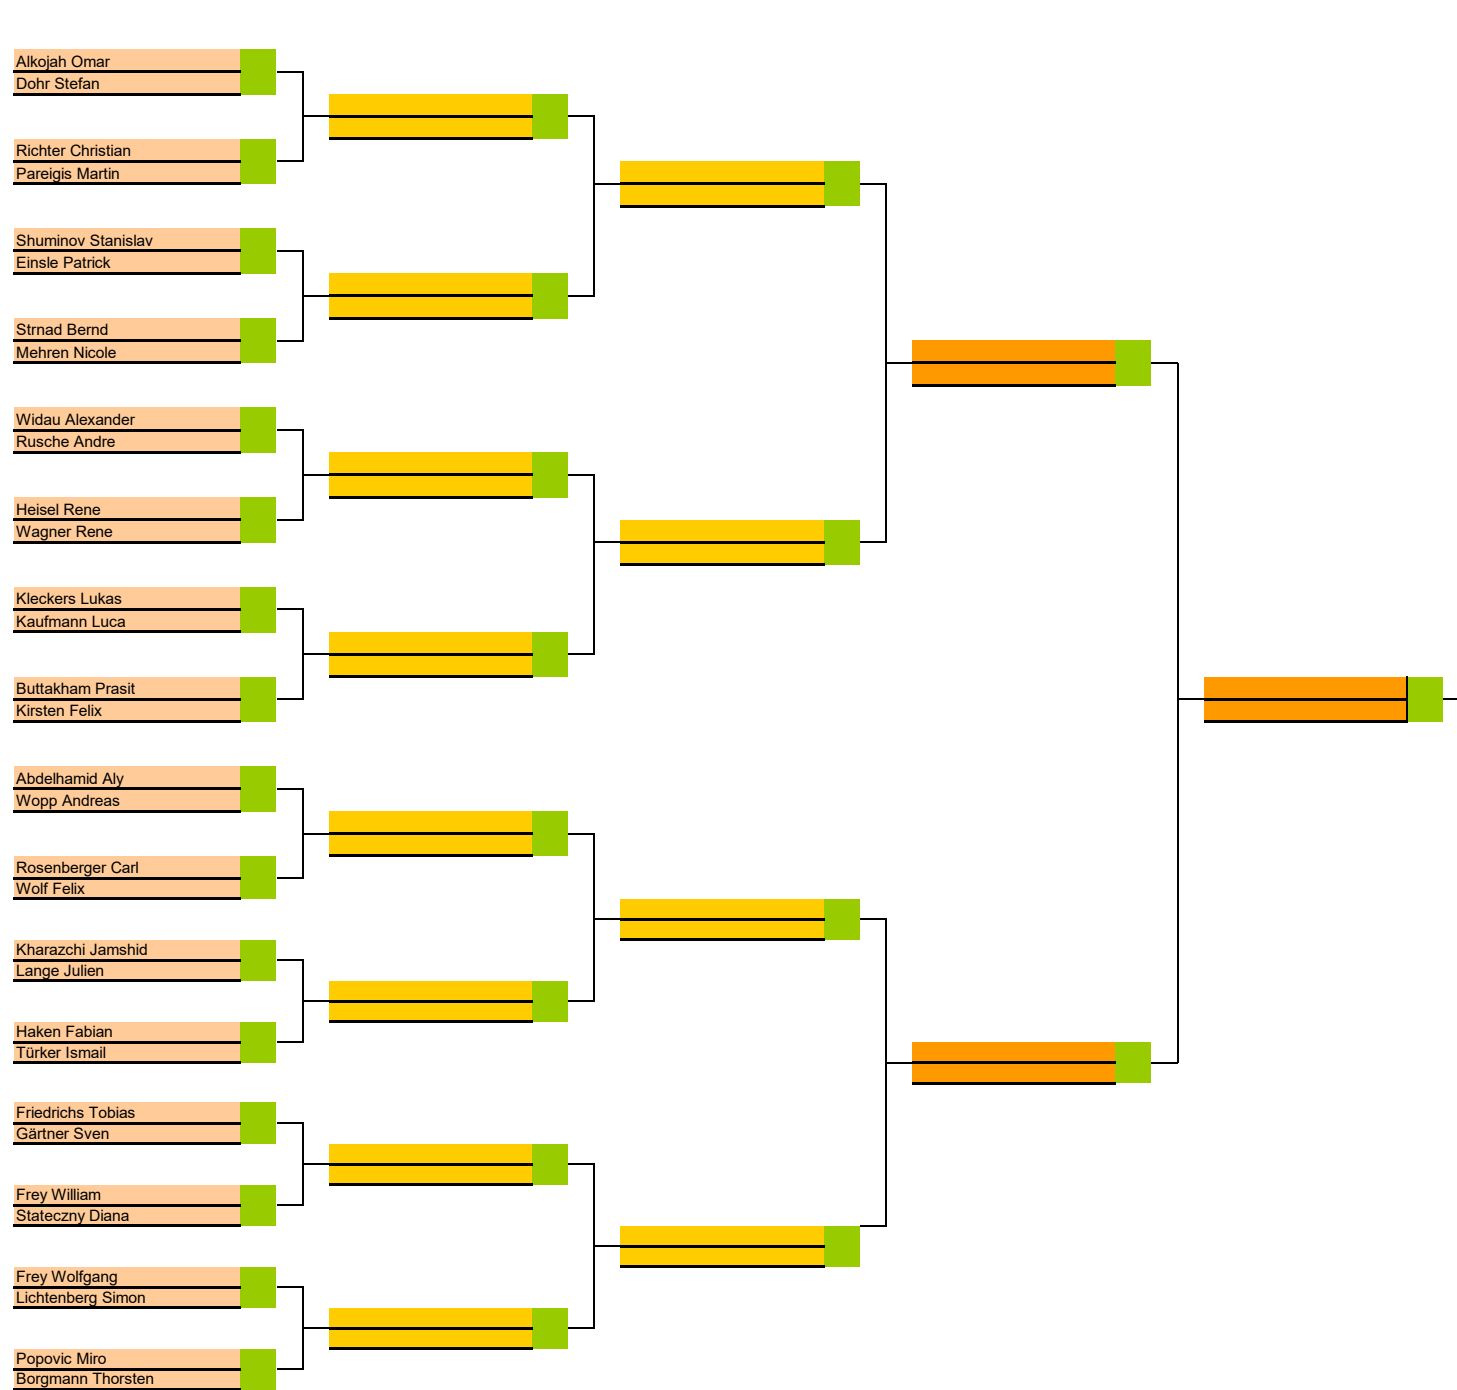 Alkojah Omar
Dohr Stefan
Richter Christian
Pareigis Martin
Shuminov Stanislav
Einsle Patrick
Strnad Bernd
Mehren Nicole
Widau Alexander
Rusche Andre
Heisel Rene
Wagner Rene
Kleckers Lukas
Kaufmann Luca
Buttakham Prasit
Kirsten Felix
Abdelhamid Aly
Wopp Andreas
Rosenberger Carl
Wolf Felix
Kharazchi Jamshid
Lange Julien
Haken Fabian
Türker Ismail
Friedrichs Tobias
Gärtner Sven
Frey William
Stateczny Diana
Frey Wolfgang
Lichtenberg Simon
Popovic Miro
Borgmann Thorsten